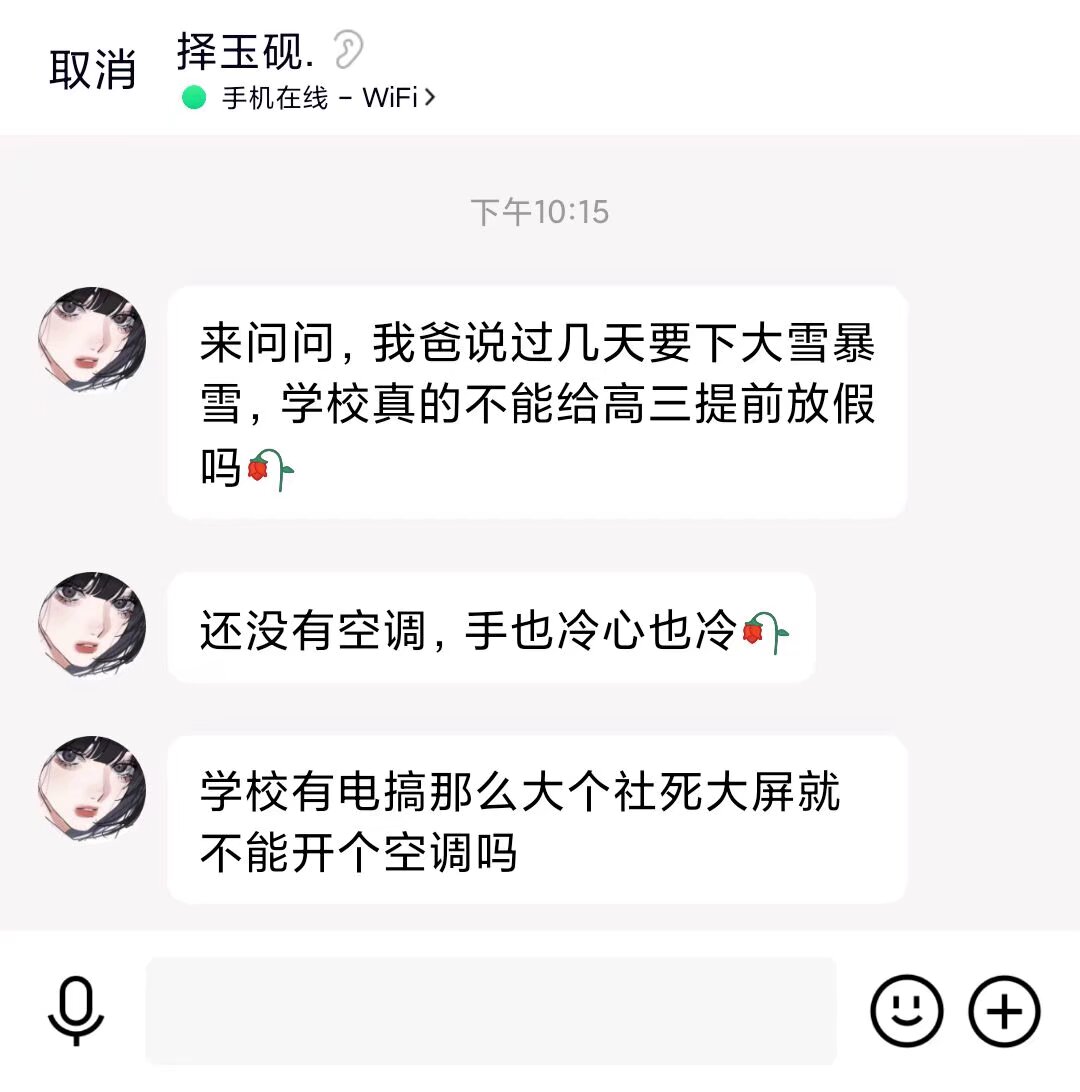 取消
择玉砚.
手机在线 – WiFi >
下午10:15
来问问，我爸说过几天要下大雪暴
雪，学校真的不能给高三提前放假
吗🥀
还没有空调，手也冷心也冷🥀
学校有电搞那么大个社死大屏就
不能开个空调吗